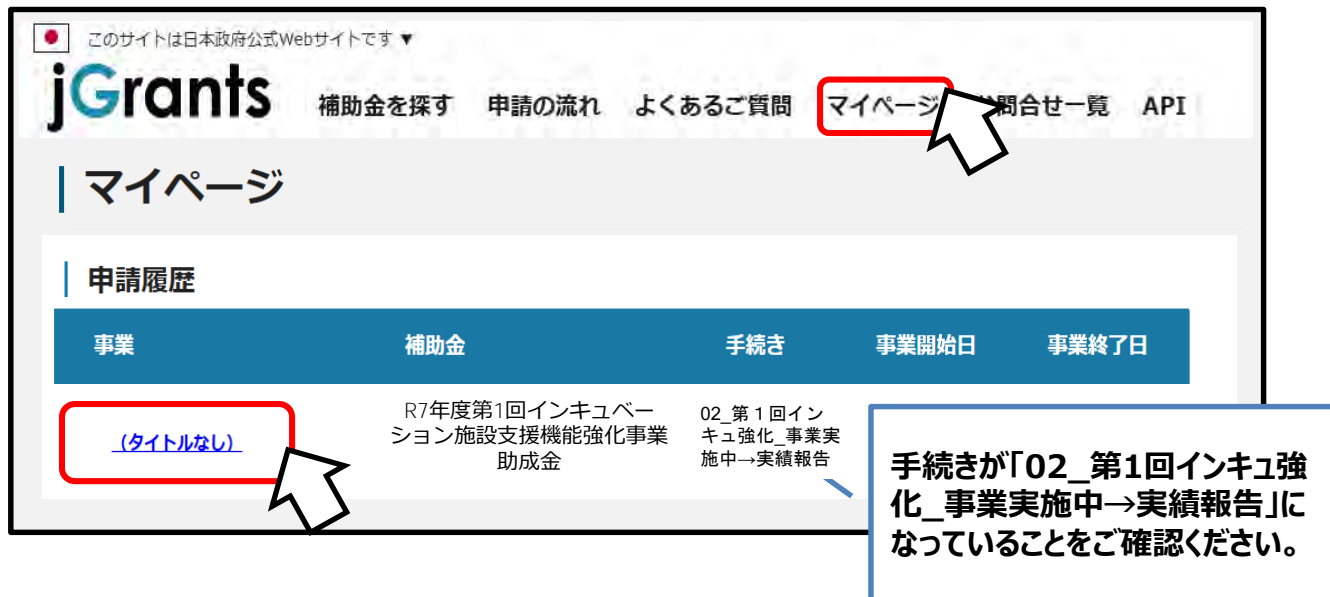 このサイトは日本政府公式Webサイトです ▼
jGrants 補助金を探す 申請の流れ よくあるご質問 マイページ 問合せ一覧 API
マイページ
申請履歴
事業 補助金 手続き 事業開始日 事業終了日
(タイトルなし)
R7年度第1回インキュベー
ション施設支援機能強化事業
助成金
02_第1回イン
キュ強化_事業実
施中→実績報告
手続きが「02_第1回インキュ強
化_事業実施中→実績報告」に
なっていることをご確認ください。